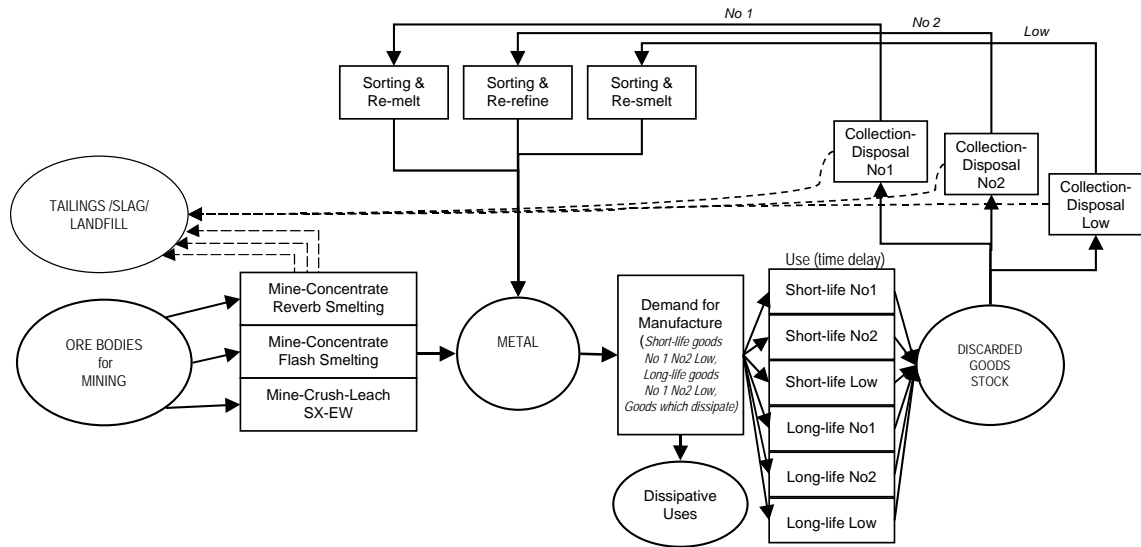 No 1
No 2
Low
Sorting &
Re-melt
Sorting &
Re-refine
Sorting &
Re-smelt
Collection-
Disposal
No1
Collection-
Disposal
No2
Collection-
Disposal
Low
TAILINGS /SLAG/
LANDFILL
ORE BODIES
for
MINING
Mine-Concentrate
Reverb Smelting
Mine-Concentrate
Flash Smelting
Mine-Crush-Leach
SX-EW
METAL
Demand for
Manufacture
(Short-life goods
No 1 No2 Low,
Long-life goods
No 1 No2 Low,
Goods which dissipate)
Dissipative
Uses
Use (time delay)
Short-life No1
Short-life No2
Short-life Low
Long-life No1
Long-life No2
Long-life Low
DISCARDED
GOODS
STOCK